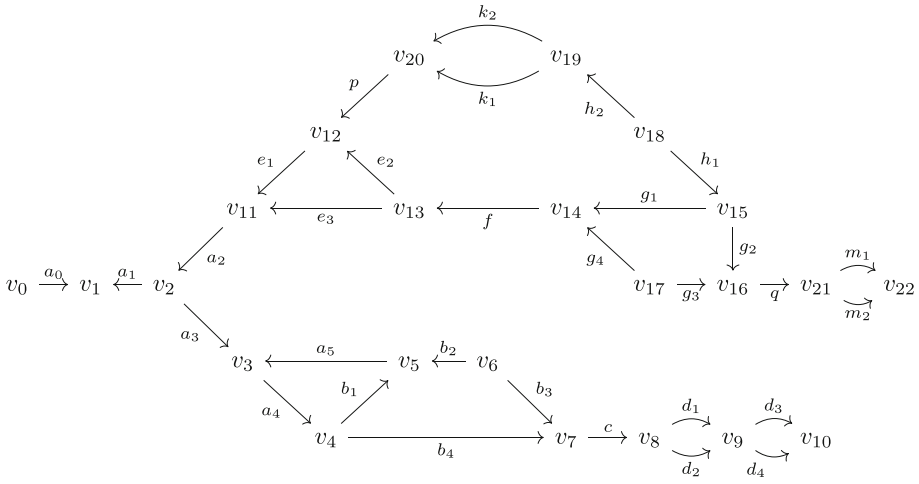 k₂
v₂₀ v₁₉
p k₁ h₂
v₁₂ v₁₈
e₁ e₂ h₁
v₁₁ v₁₃ v₁₄ g₁ v₁₅
e₃ f
a₂ g₄ g₂
v₀ a₀ v₁ a₁ v₂ v₁₇ g₃ v₁₆ q v₂₁ m₁ m₂ v₂₂
a₃
v₃ a₅ v₅ b₂ v₆
a₄ b₁ b₃
v₄ b₄ v₇ c v₈ d₁ d₂ v₉ d₃ d₄ v₁₀